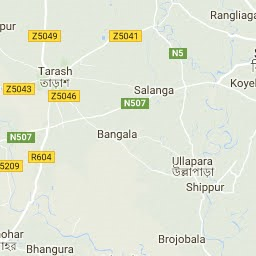 Rangliaga
pur
Z5049
Z5041
N5
Tarash
তাড়াশ
Z5043
Z5046
Salanga
Koye
N507
N507
Bangala
R604
5209
Ullapara
উল্লাপাড়া
Shippur
ohar
Bhangura
Brojobala